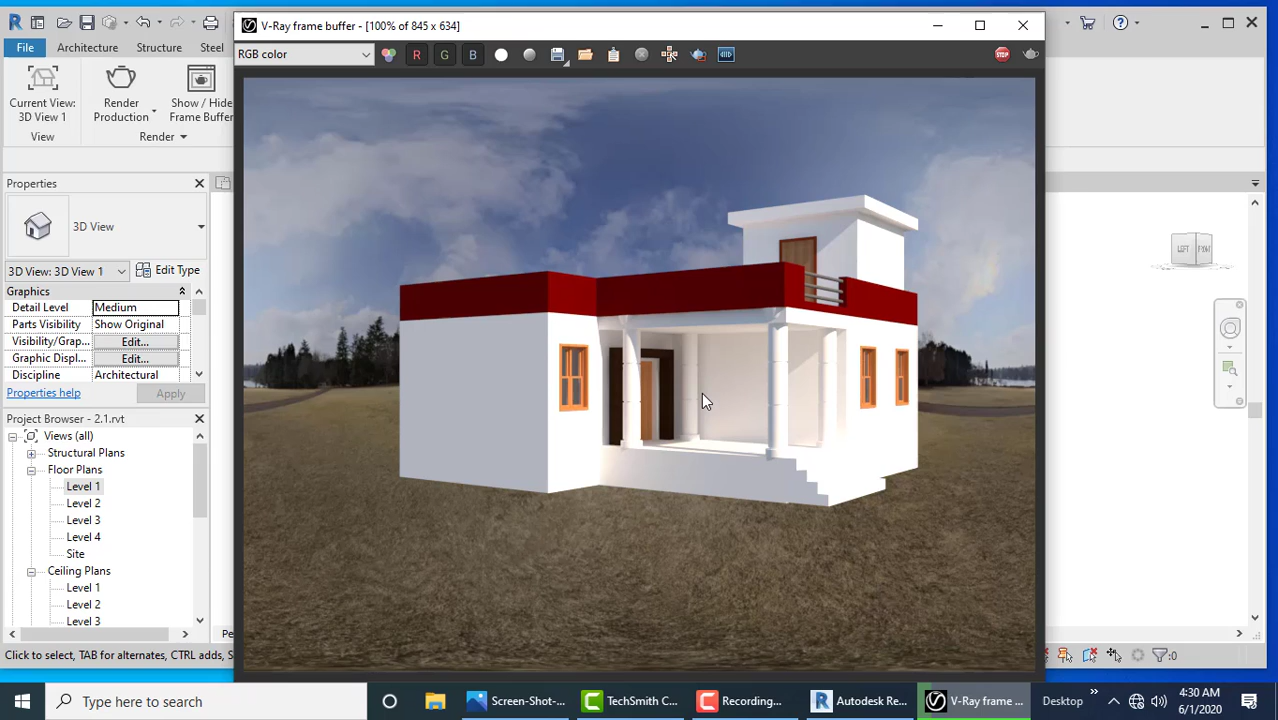 V-Ray frame buffer - [100% of 845 x 634]
File
Architecture
Structure
Steel
RGB color
R
G
B
STOP
Current View:
3D View 1
Render
Production
Show / Hide
Frame Buffer
View
Render
Properties
3D View
3D View: 3D View 1
Edit Type
Graphics
Detail Level
Medium
Parts Visibility
Show Original
Visibility/Grap...
Edit...
Graphic Displ...
Edit...
Discipline
Architectural
Properties help
Apply
Project Browser - 2.1.rvt
Views (all)
Structural Plans
Floor Plans
Level 1
Level 2
Level 3
Level 4
Site
Ceiling Plans
Level 1
Level 2
Level 3
LEFT
FRONT
Pe
Click to select, TAB for alternates, CTRL adds, S
:0
Type here to search
Screen-Shot-...
TechSmith C...
Recording...
Autodesk Re...
V-Ray frame ...
Desktop
4:30 AM
6/1/2020